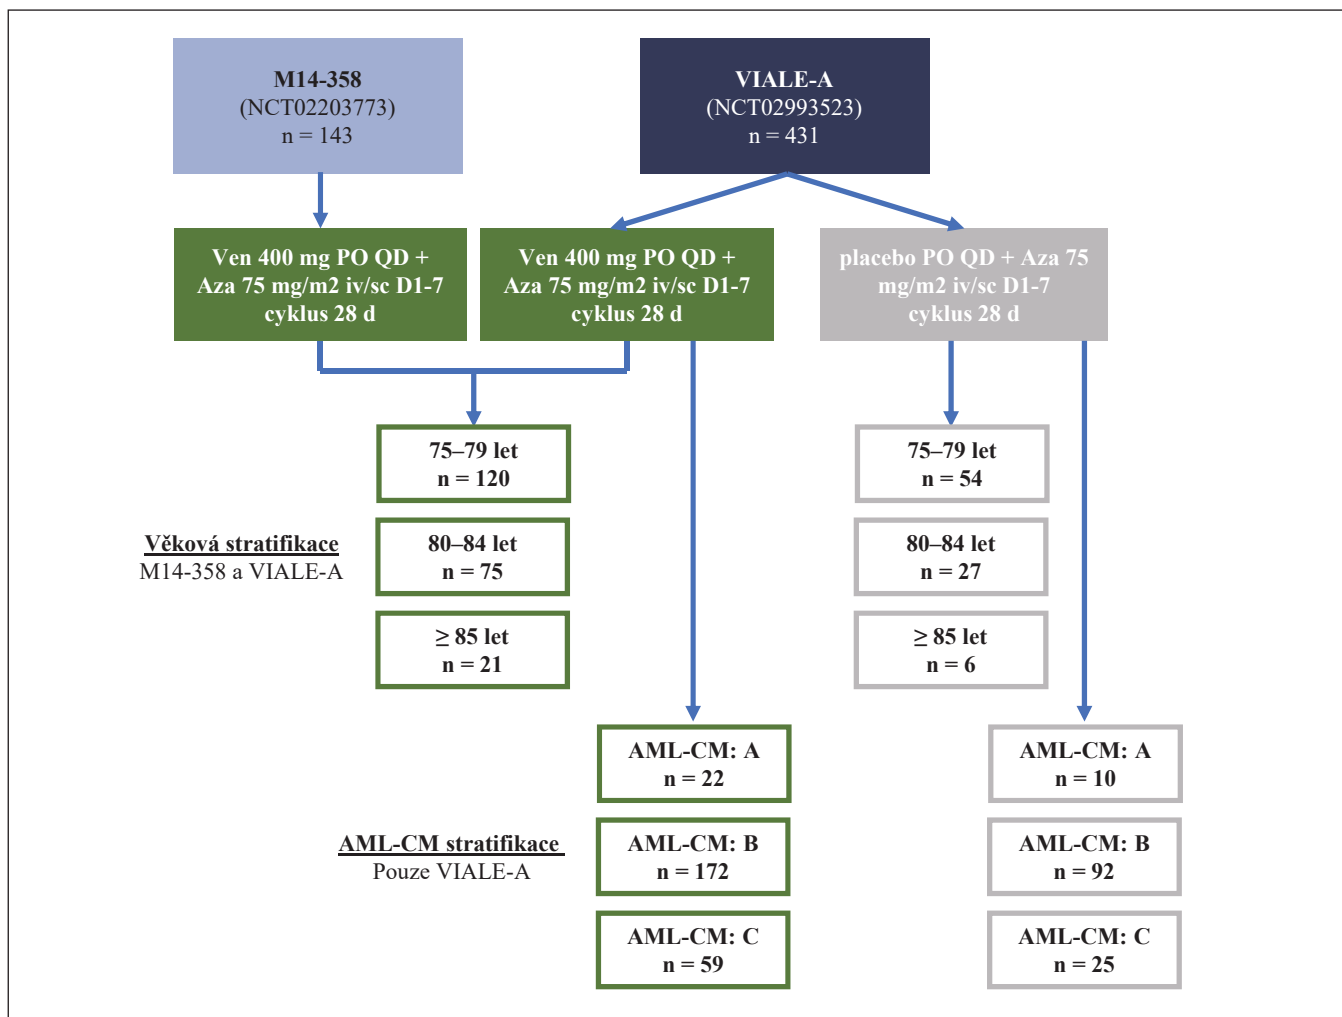 M14-358
(NCT02203773)
n = 143
VIALE-A
(NCT02993523)
n = 431
Ven 400 mg PO QD +
Aza 75 mg/m2 iv/sc D1-7
cyklus 28 d
Ven 400 mg PO QD +
Aza 75 mg/m2 iv/sc D1-7
cyklus 28 d
placebo PO QD + Aza 75
mg/m2 iv/sc D1-7
cyklus 28 d
Věková stratifikace
M14-358 a VIALE-A
75–79 let
n = 120
80–84 let
n = 75
≥ 85 let
n = 21
75–79 let
n = 54
80–84 let
n = 27
≥ 85 let
n = 6
AML-CM stratifikace
Pouze VIALE-A
AML-CM: A
n = 22
AML-CM: B
n = 172
AML-CM: C
n = 59
AML-CM: A
n = 10
AML-CM: B
n = 92
AML-CM: C
n = 25